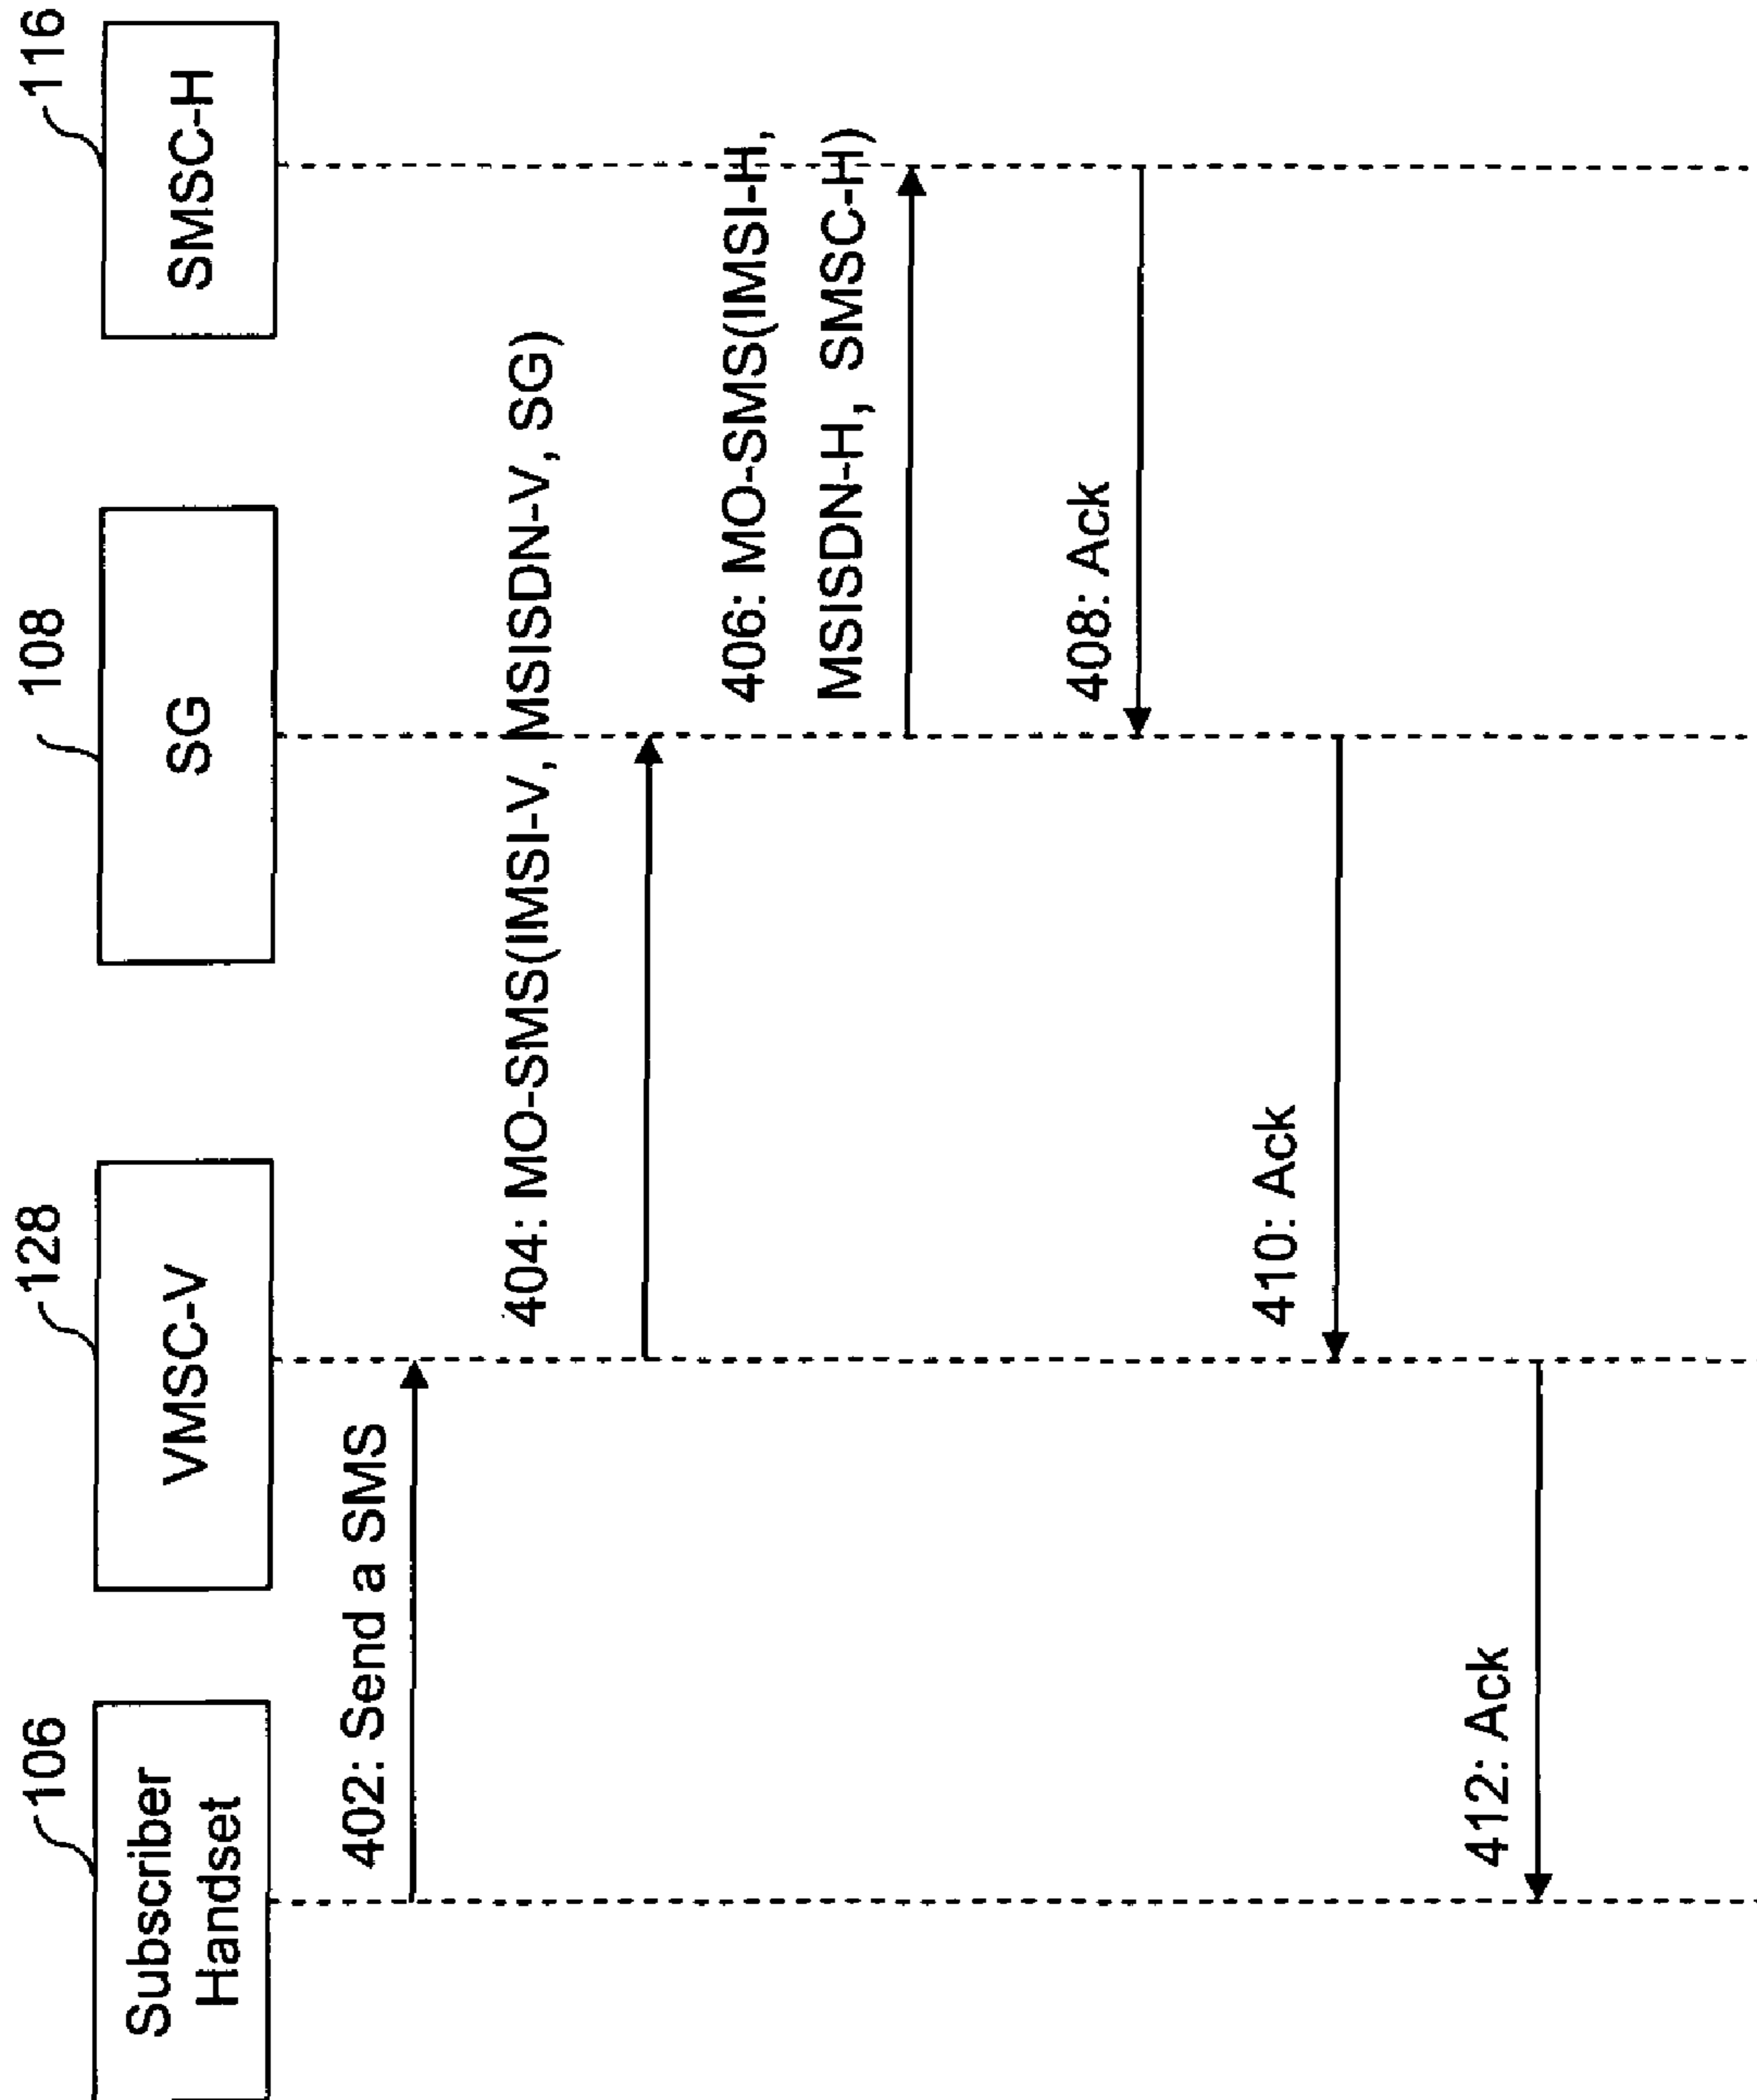 106
128
108
116
Subscriber
Handset
VMSC-V
SG
SMSC-H
402: Send a SMS
404: MO-SMS(IMSI-V, MSISDN-V, SG)
406: MO-SMS(IMSI-H,
MSISDN-H, SMSC-H)
408: Ack
410: Ack
412: Ack